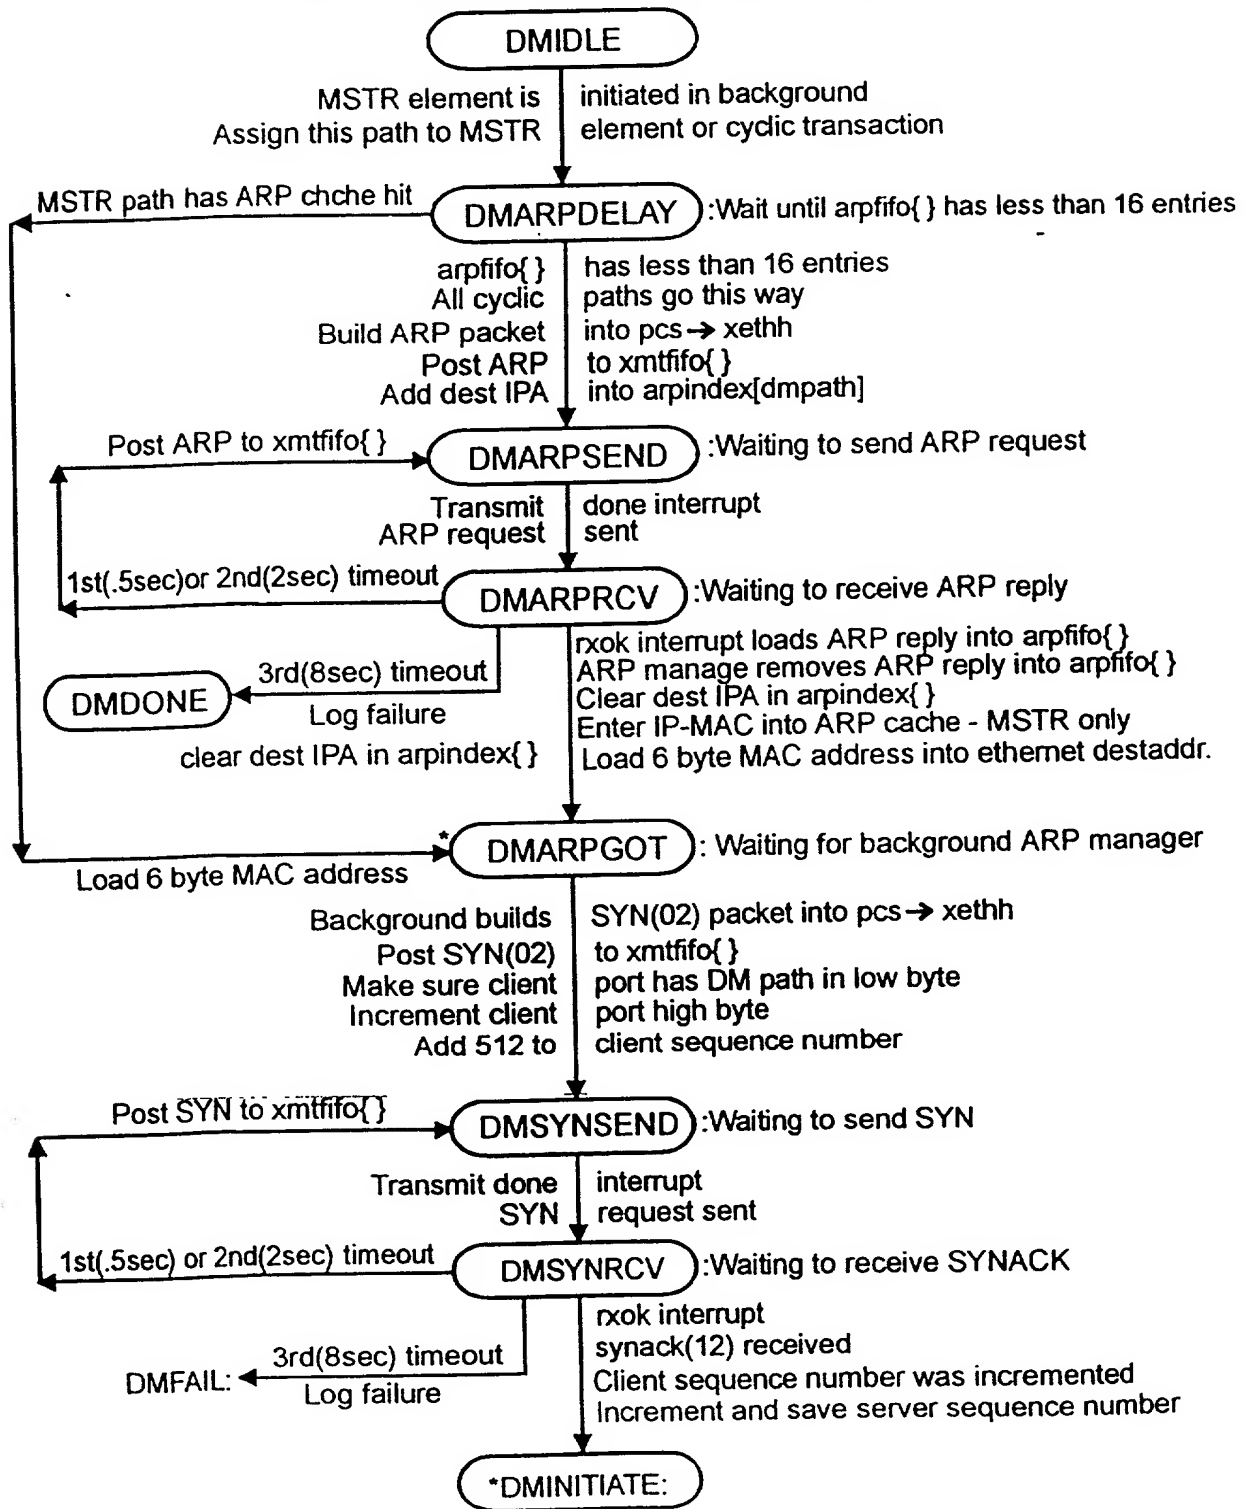 DMIDLE
MSTR element is initiated in background
Assign this path to MSTR element or cyclic transaction
MSTR path has ARP chche hit
DMARPDELAY :Wait until arpfifo{ } has less than 16 entries
arpfifo{ } has less than 16 entries
All cyclic paths go this way
Build ARP packet into pcs→ xethh
Post ARP to xmtfifo{ }
Add dest IPA into arpindex[dmpath]
Post ARP to xmtfifo{ }
DMARPSEND :Waiting to send ARP request
Transmit done interrupt
ARP request sent
1st(.5sec)or 2nd(2sec) timeout
DMARPRCV :Waiting to receive ARP reply
rxok interrupt loads ARP reply into arpfifo{ }
ARP manage removes ARP reply into arpfifo{ }
Clear dest IPA in arpindex{ }
Enter IP-MAC into ARP cache - MSTR only
Load 6 byte MAC address into ethernet destaddr.
3rd(8sec) timeout
DMDONE
Log failure
clear dest IPA in arpindex{ }
*DMARPGOT : Waiting for background ARP manager
Load 6 byte MAC address
Background builds SYN(02) packet into pcs→ xethh
Post SYN(02) to xmtfifo{ }
Make sure client port has DM path in low byte
Increment client port high byte
Add 512 to client sequence number
Post SYN to xmtfifo{ }
DMSYNSEND :Waiting to send SYN
Transmit done interrupt
SYN request sent
1st(.5sec) or 2nd(2sec) timeout
DMSYNRCV :Waiting to receive SYNACK
rxok interrupt
synack(12) received
Client sequence number was incremented
Increment and save server sequence number
3rd(8sec) timeout
DMFAIL:
Log failure
*DMINITIATE: